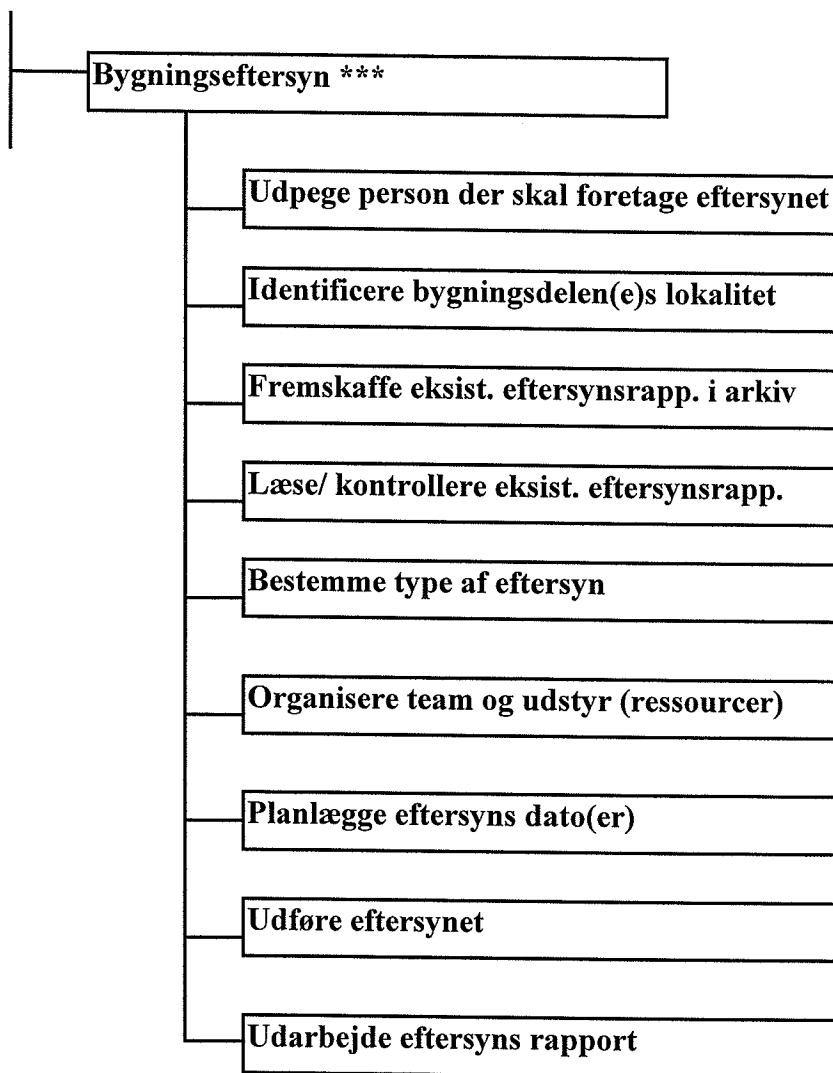 Bygningseftersyn ***
Udpege person der skal foretage eftersynet
Identificere bygningsdelen(e)s lokalitet
Fremskaffe eksist. eftersynsrapp. i arkiv
Læse/ kontrollere eksist. eftersynsrapp.
Bestemme type af eftersyn
Organisere team og udstyr (ressourcer)
Planlægge eftersyns dato(er)
Udføre eftersynet
Udarbejde eftersyns rapport